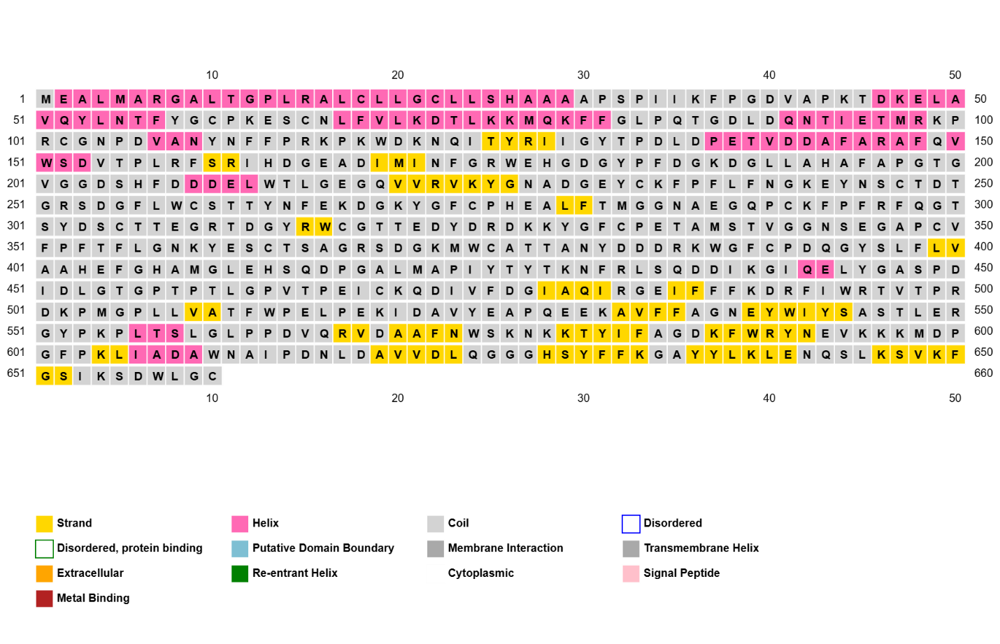 10 20 30 40 50
1 M E A L M A R G A L T G P L R A L C L L G C L L S H A A A A P S P I I K F P G D V A P K T D K E L A 50
51 V Q Y L N T F Y G C P K E S C N L F V L K D T L K K M Q K F F G L P Q T G D L D Q N T I E T M R K P 100
101 R C G N P D V A N Y N F F P R K P K W D K N Q I T Y R I I G Y T P D L D P E T V D D A F A R A F Q V 150
151 W S D V T P L R F S R I H D G E A D I M I N F G R W E H G D G Y P F D G K D G L L A H A F A P G T G 200
201 V G G D S H F D D D E L W T L G E G Q V V R V K Y G N A D G E Y C K F P F L F N G K E Y N S C T D T 250
251 G R S D G F L W C S T T Y N F E K D G K Y G F C P H E A L F T M G G N A E G Q P C K F P F R F Q G T 300
301 S Y D S C T T E G R T D G Y R W C G T T E D Y D R D K K Y G F C P E T A M S T V G G N S E G A P C V 350
351 F P F T F L G N K Y E S C T S A G R S D G K M W C A T T A N Y D D D R K W G F C P D Q G Y S L F L V 400
401 A A H E F G H A M G L E H S Q D P G A L M A P I Y T Y T K N F R L S Q D D I K G I Q E L Y G A S P D 450
451 I D L G T G P T P T L G P V T P E I C K Q D I V F D G I A Q I R G E I F F F K D R F I W R T V T P R 500
501 D K P M G P L L V A T F W P E L P E K I D A V Y E A P Q E E K A V F F A G N E Y W I Y S A S T L E R 550
551 G Y P K P L T S L G L P P D V Q R V D A A F N W S K N K K T Y I F A G D K F W R Y N E V K K K M D P 600
601 G F P K L I A D A W N A I P D N L D A V V D L Q G G G H S Y F F K G A Y Y L K L E N Q S L K S V K F 650
651 G S I K S D W L G C 660
10 20 30 40 50
Strand Helix Coil Disordered
Disordered, protein binding Putative Domain Boundary Membrane Interaction Transmembrane Helix
Extracellular Re-entrant Helix Cytoplasmic Signal Peptide
Metal Binding